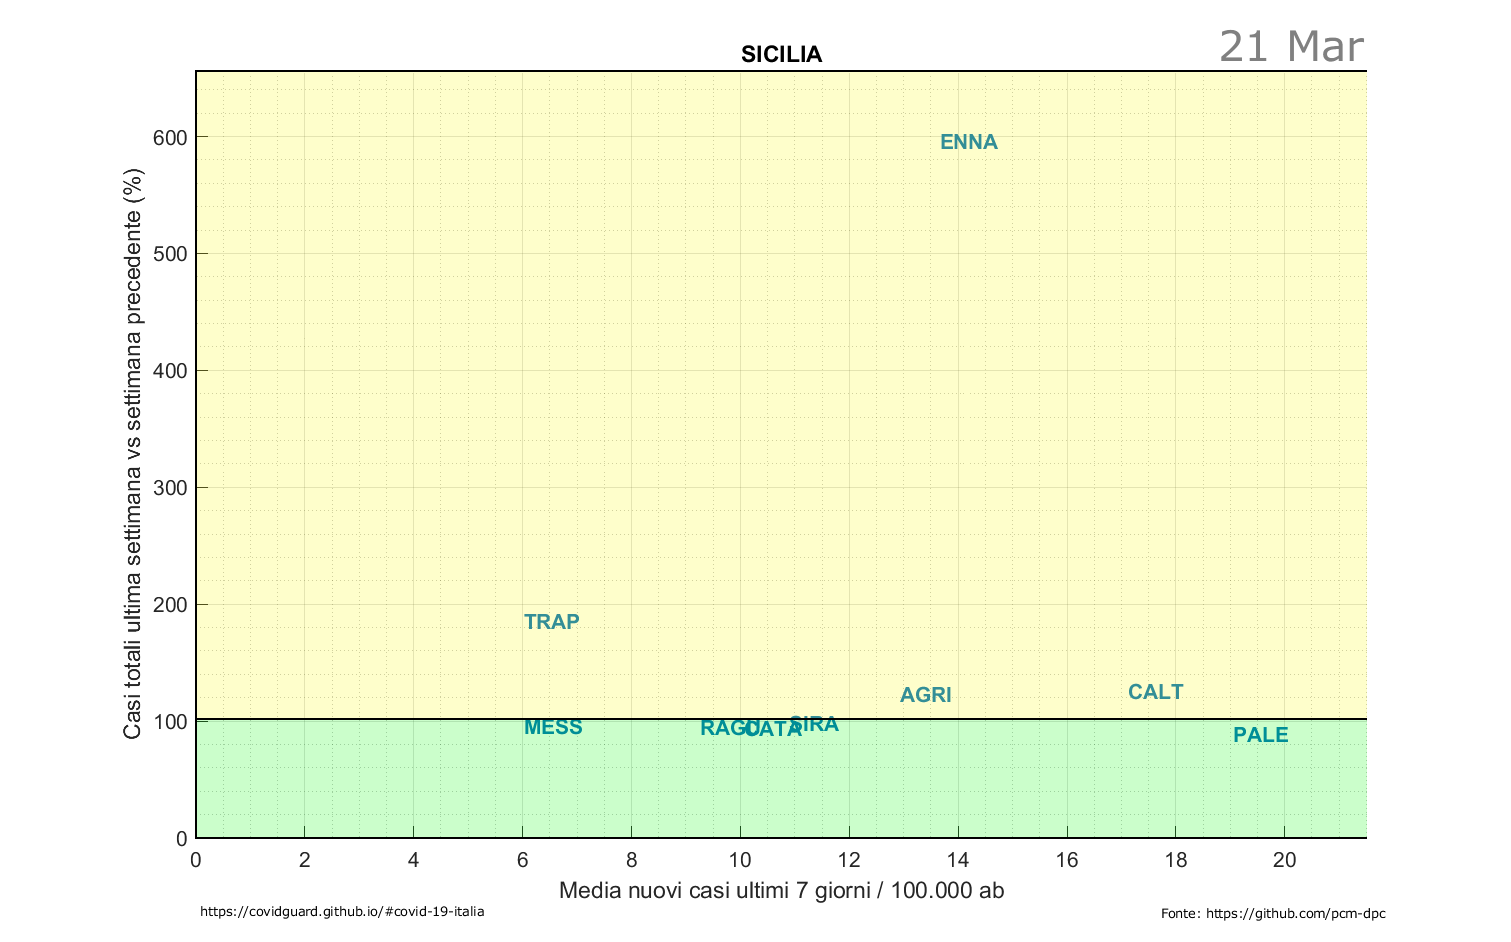 21 Mar
SICILIA
Casi totali ultima settimana vs settimana precedente (%)
600
500
400
300
200
100
0
ENNA
TRAP
AGRI
CALT
MESS
RAGU
CATA
SIRA
PALE
0 2 4 6 8 10 12 14 16 18 20
Media nuovi casi ultimi 7 giorni / 100.000 ab
https://covidguard.github.io/#covid-19-italia
Fonte: https://github.com/pcm-dpc